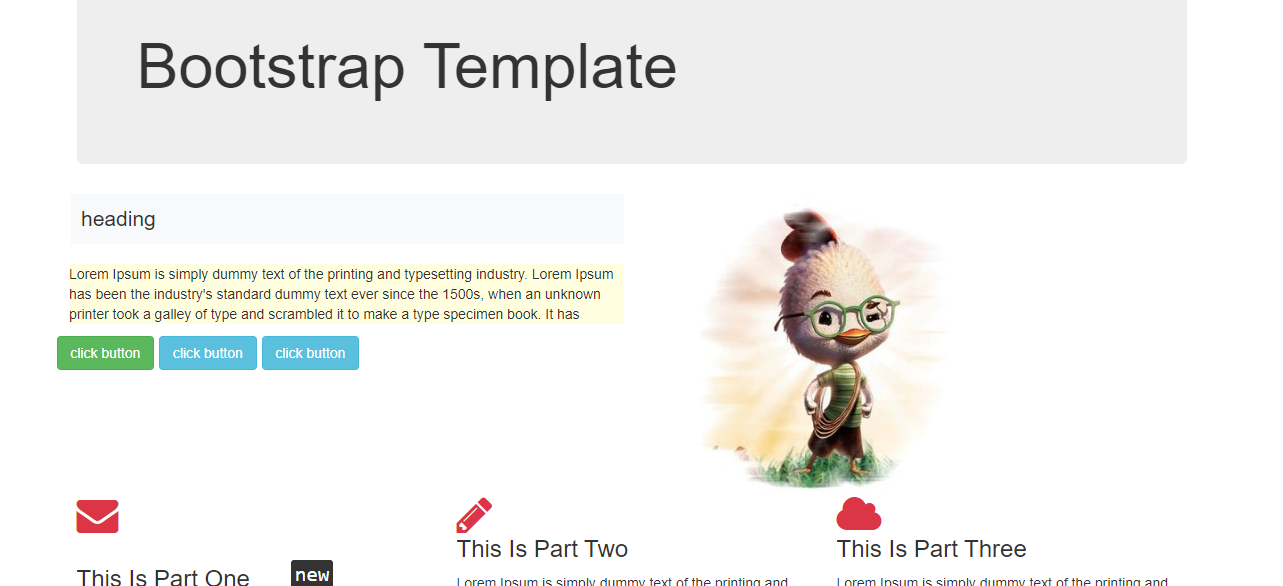 Bootstrap Template
heading
Lorem Ipsum is simply dummy text of the printing and typesetting industry. Lorem Ipsum
has been the industry's standard dummy text ever since the 1500s, when an unknown
printer took a galley of type and scrambled it to make a type specimen book. It has
click button click button click button
This Is Part One new
This Is Part Two
Lorem Ipsum is simply dummy text of the printing and
This Is Part Three
Lorem Ipsum is simply dummy text of the printing and